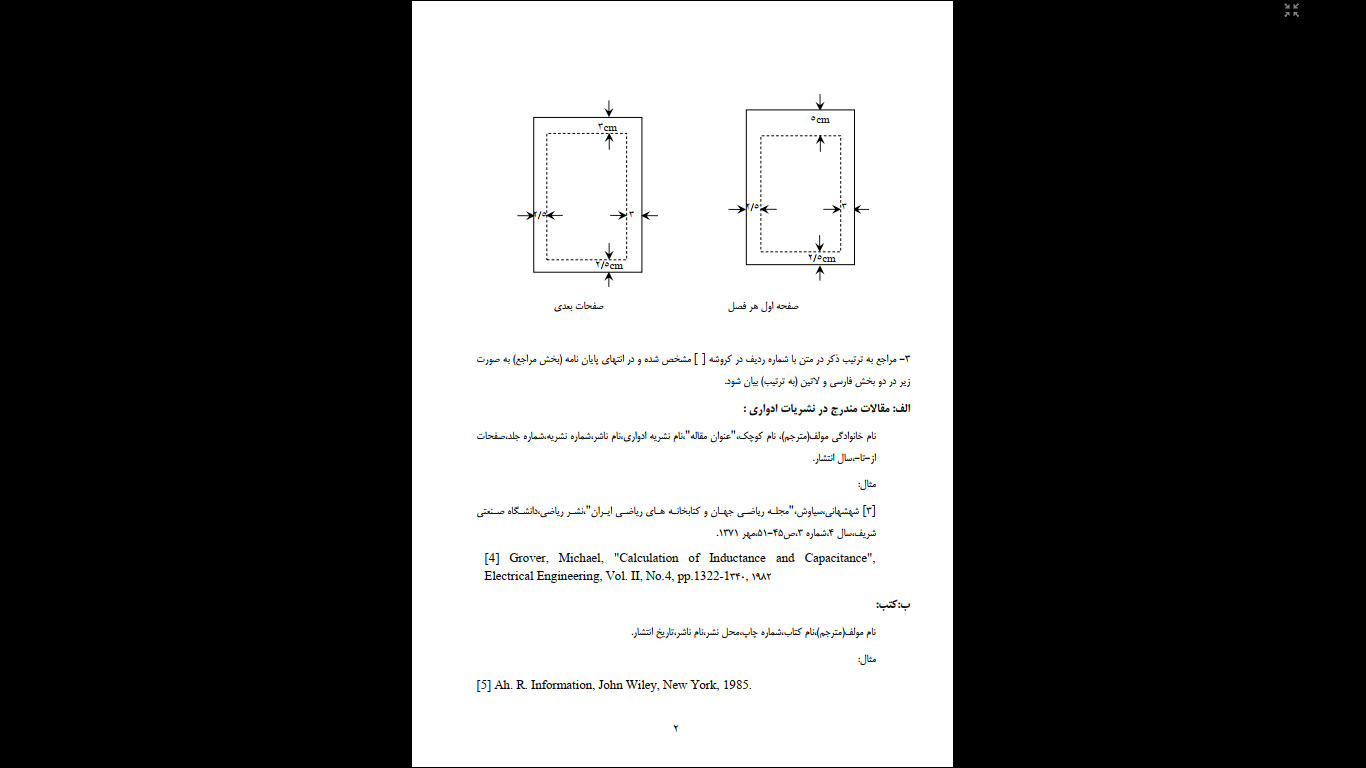 ۵cm
۲/۵
۳
۲/۵cm
صفحه اول هر فصل
۳cm
۲/۵
۳
۲/۵cm
صفحات بعدی
۳- مراجع به ترتیب ذکر در متن با شماره ردیف در کروشه [ ] مشخص شده و در انتهای پایان نامه (بخش مراجع) به صورت
زیر در دو بخش فارسی و لاتین (به ترتیب) بیان شود.
الف: مقالات مندرج در نشریات ادواری :
نام خانوادگی مولف(مترجم)، نام کوچک،"عنوان مقاله"،نام نشریه ادواری،نام ناشر،شماره نشریه،شماره جلد،صفحات
از-تا-،سال انتشار.
مثال:
[۳] شهشهانی،سیاوش،"مجله ریاضی جهان و کتابخانه های ریاضی ایران"،نشر ریاضی،دانشگاه صنعتی
شریف،سال ۴،شماره ۳،ص۴۵-۵۱،مهر ۱۳۷۱.
[4] Grover, Michael, "Calculation of Inductance and Capacitance",
Electrical Engineering, Vol. II, No.4, pp.1322-1۳۴۰, ۱۹۸۲
ب:کتب:
نام مولف(مترجم)،نام کتاب،شماره چاپ،محل نشر،نام ناشر،تاریخ انتشار.
مثال:
[5] Ah. R. Information, John Wiley, New York, 1985.
۲